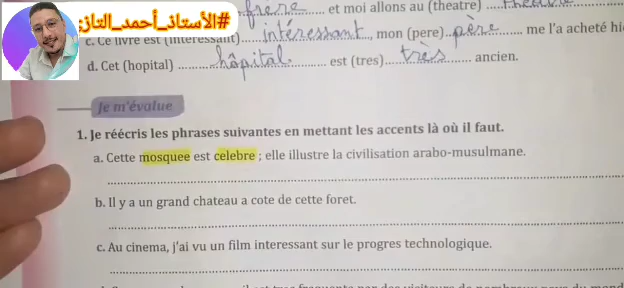 #الأستاذ_أحمد_التازي
frère et moi allons au (theatre)
c. Ce livre est (interessant) intéressant, mon (pere) père me l'a acheté hi
d. Cet (hopital) hôpital est (tres) très ancien.
Je m'évalue
1. Je réécris les phrases suivantes en mettant les accents là où il faut.
a. Cette mosquee est celebre ; elle illustre la civilisation arabo-musulmane.
b. Il y a un grand chateau a cote de cette foret.
c. Au cinema, j'ai vu un film interessant sur le progres technologique.